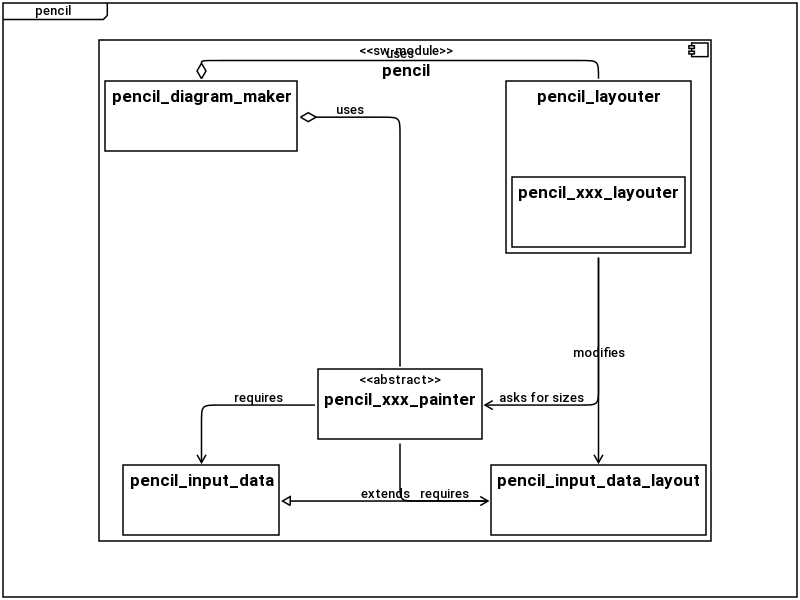 pencil
<<sw_module>>
uses
pencil
pencil_diagram_maker
pencil_layouter
uses
pencil_xxx_layouter
modifies
<<abstract>>
pencil_xxx_painter
requires
asks for sizes
pencil_input_data
pencil_input_data_layout
extends
requires